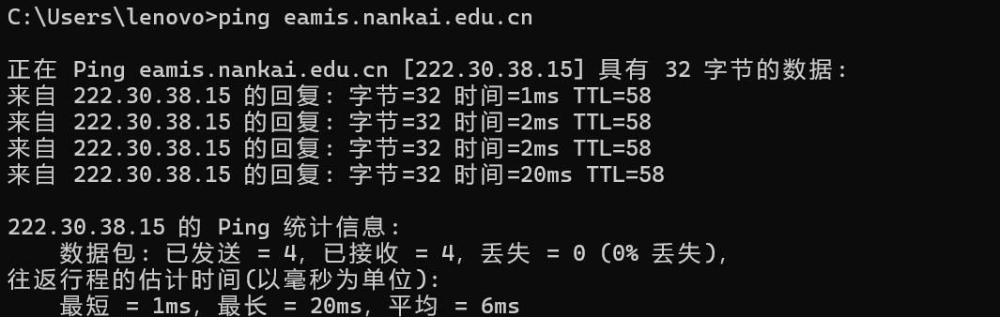 C:\Users\lenovo>ping eamis.nankai.edu.cn
正在 Ping eamis.nankai.edu.cn [222.30.38.15] 具有 32 字节的数据:
来自 222.30.38.15 的回复: 字节=32 时间=1ms TTL=58
来自 222.30.38.15 的回复: 字节=32 时间=2ms TTL=58
来自 222.30.38.15 的回复: 字节=32 时间=2ms TTL=58
来自 222.30.38.15 的回复: 字节=32 时间=20ms TTL=58
222.30.38.15 的 Ping 统计信息:
数据包: 已发送 = 4, 已接收 = 4, 丢失 = 0 (0% 丢失),
往返行程的估计时间(以毫秒为单位):
最短 = 1ms, 最长 = 20ms, 平均 = 6ms